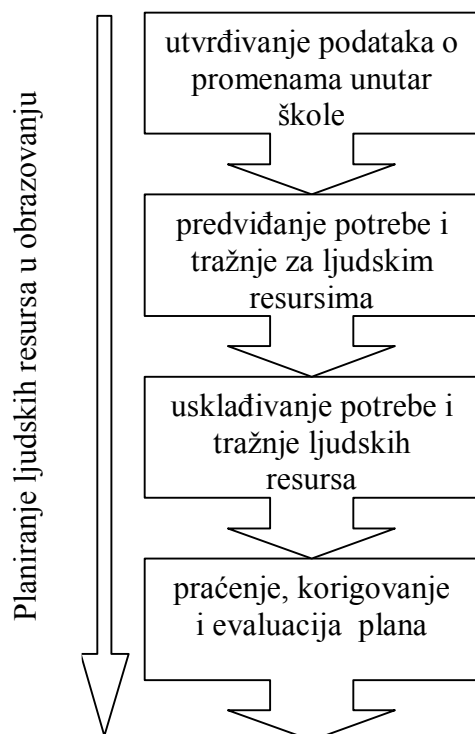 Planiranje ljudskih resursa u obrazovanju
utvrđivanje podataka o
promenama unutar
škole
predviđanje potrebe i
tražnje za ljudskim
resursima
usklađivanje potrebe i
tražnje ljudskih
resursa
praćenje, korigovanje
i evaluacija plana